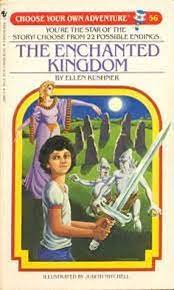 CHOOSE YOUR OWN ADVENTURE® 56
YOU'RE THE STAR OF THE
STORY! CHOOSE FROM 22 POSSIBLE ENDINGS.
THE ENCHANTED
KINGDOM
BY ELLEN KUSHNER
ILLUSTRATED BY JUDITH MITCHELL